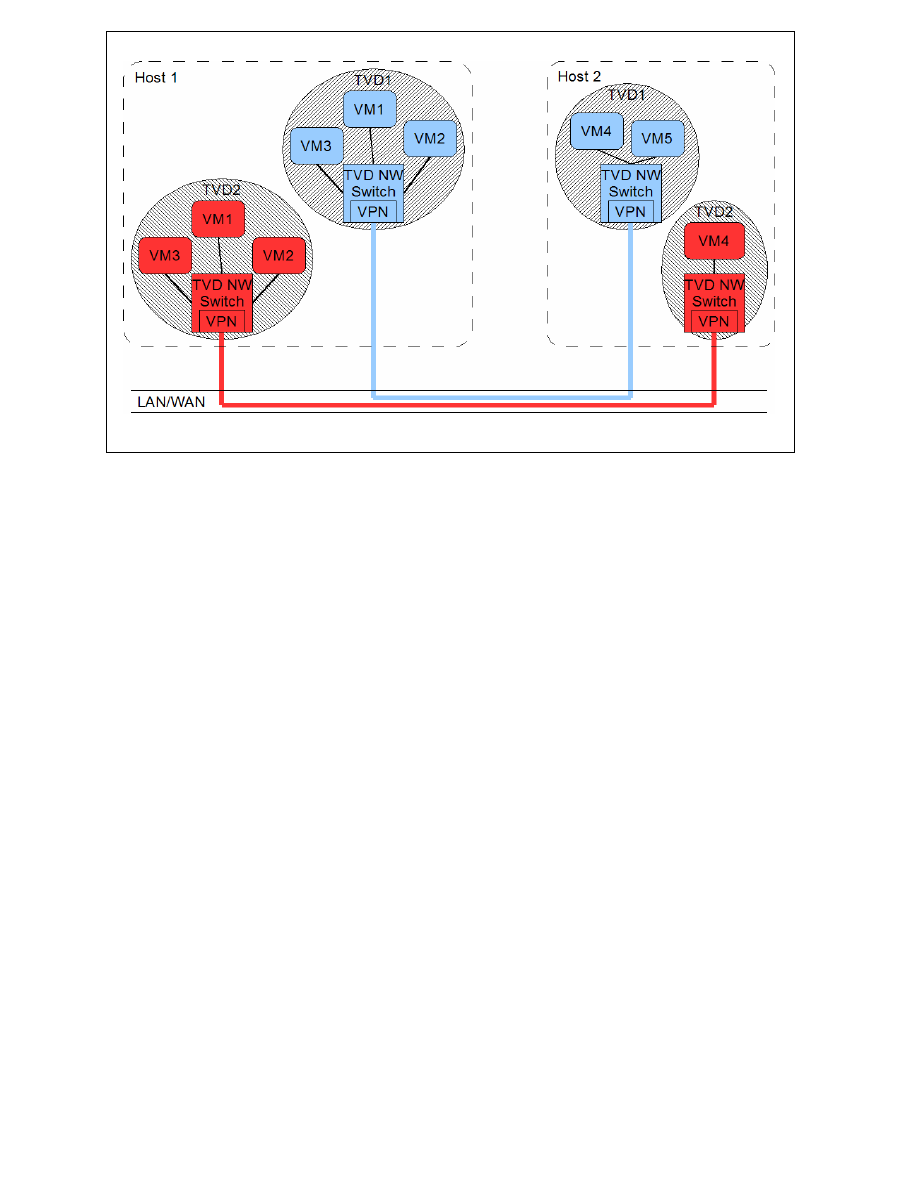 Host 1
TVD1
VM1
VM3
VM2
TVD NW
Switch
VPN
TVD2
VM1
VM3
VM2
TVD NW
Switch
VPN
Host 2
TVD1
VM4
VM5
TVD NW
Switch
VPN
TVD2
VM4
TVD NW
Switch
VPN
LAN/WAN